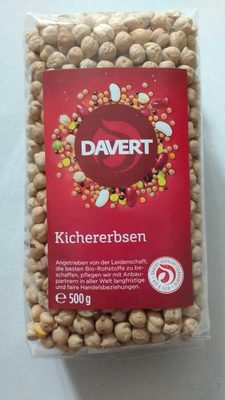 DAVERT
Kichererbsen
Angetrieben von der Leidenschaft,
die besten Bio-Rohstoffe zu be-
schaffen, pflegen wir mit Anbau-
partnern in aller Welt langfristige
und faire Handelsbeziehungen.
℮ 500 g